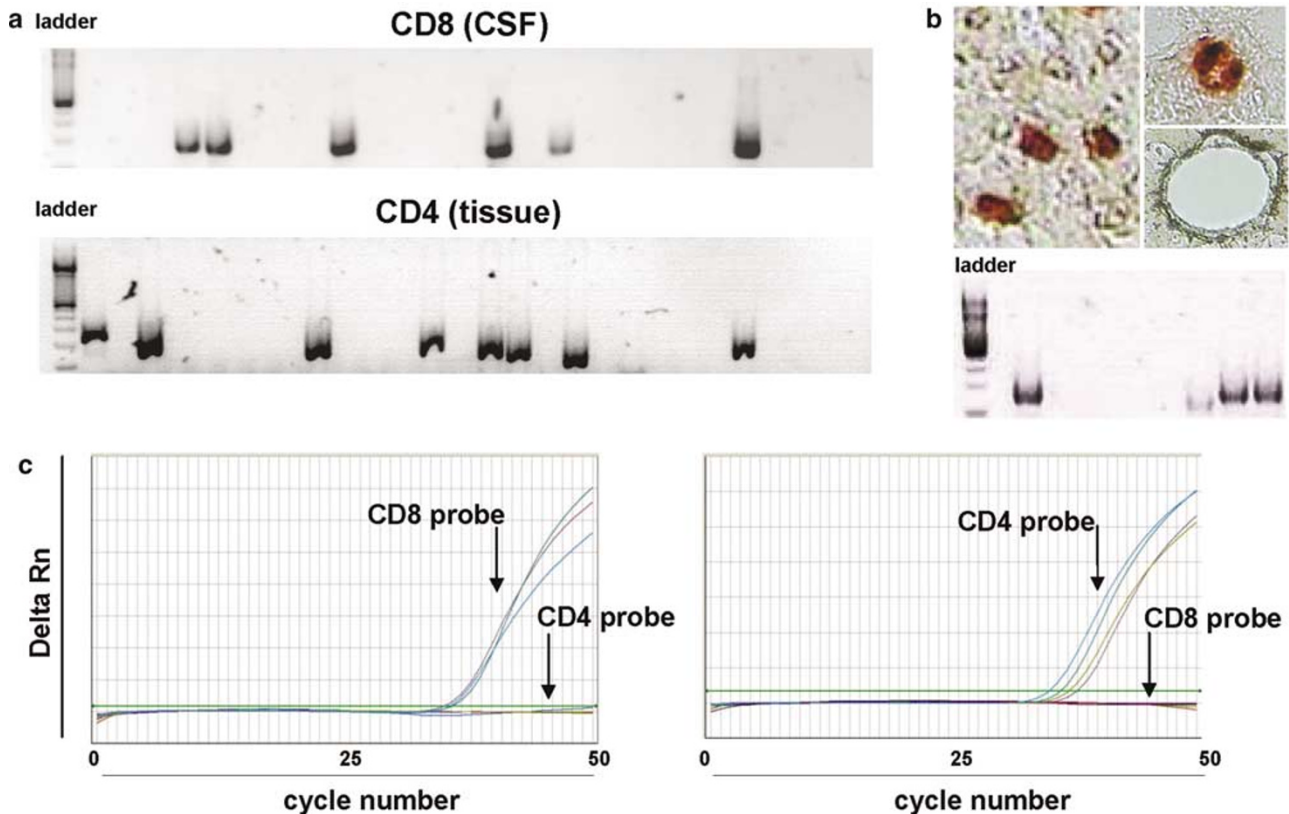 a
ladder
CD8 (CSF)
ladder
CD4 (tissue)
b
ladder
c
Delta Rn
CD8 probe
CD4 probe
0
25
50
cycle number
CD4 probe
CD8 probe
0
25
50
cycle number